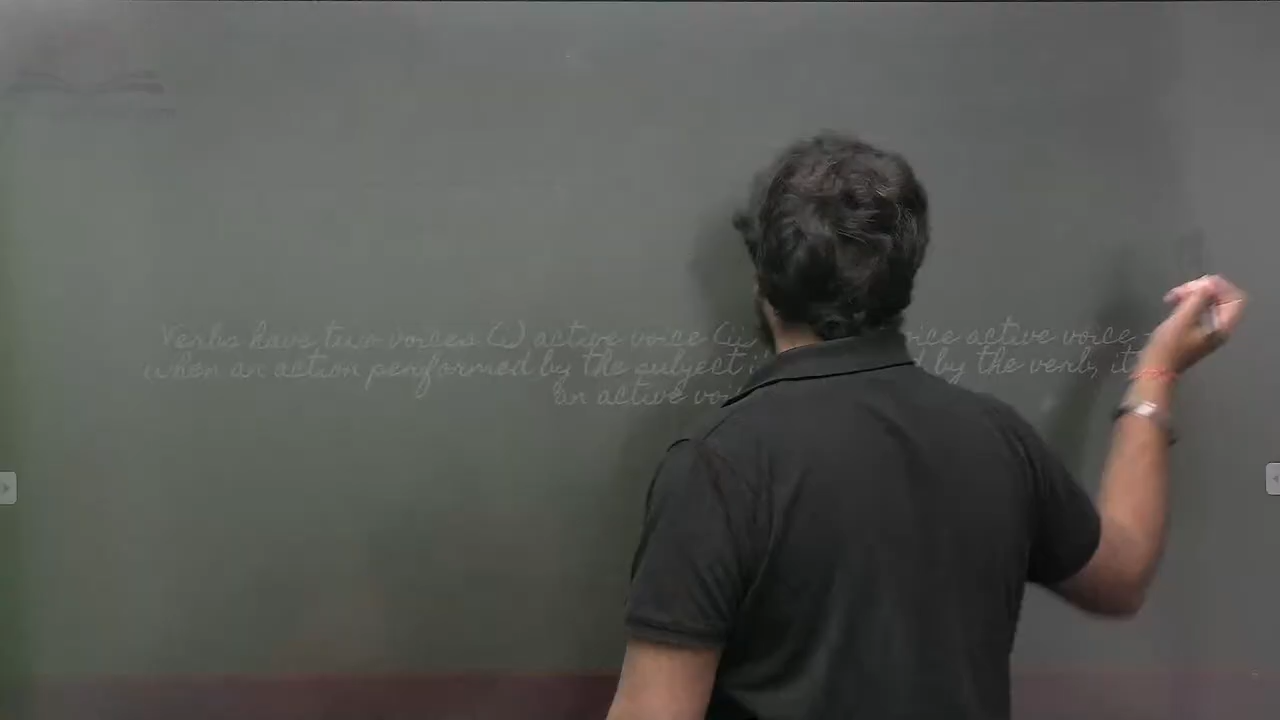 Verbs have two voices (i) active voice (ii voice active voice -
when an action performed by the subject by the verb, it
an active